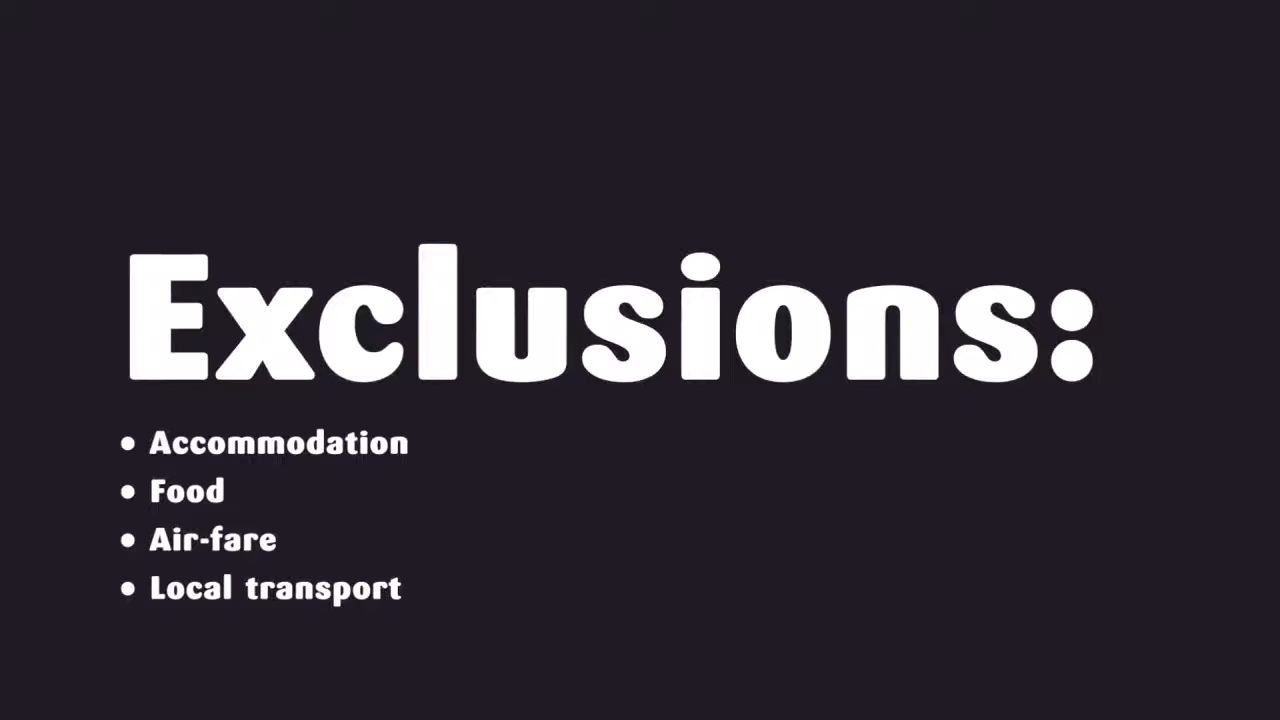 Exclusions:
• Accommodation
• Food
• Air-fare
• Local transport